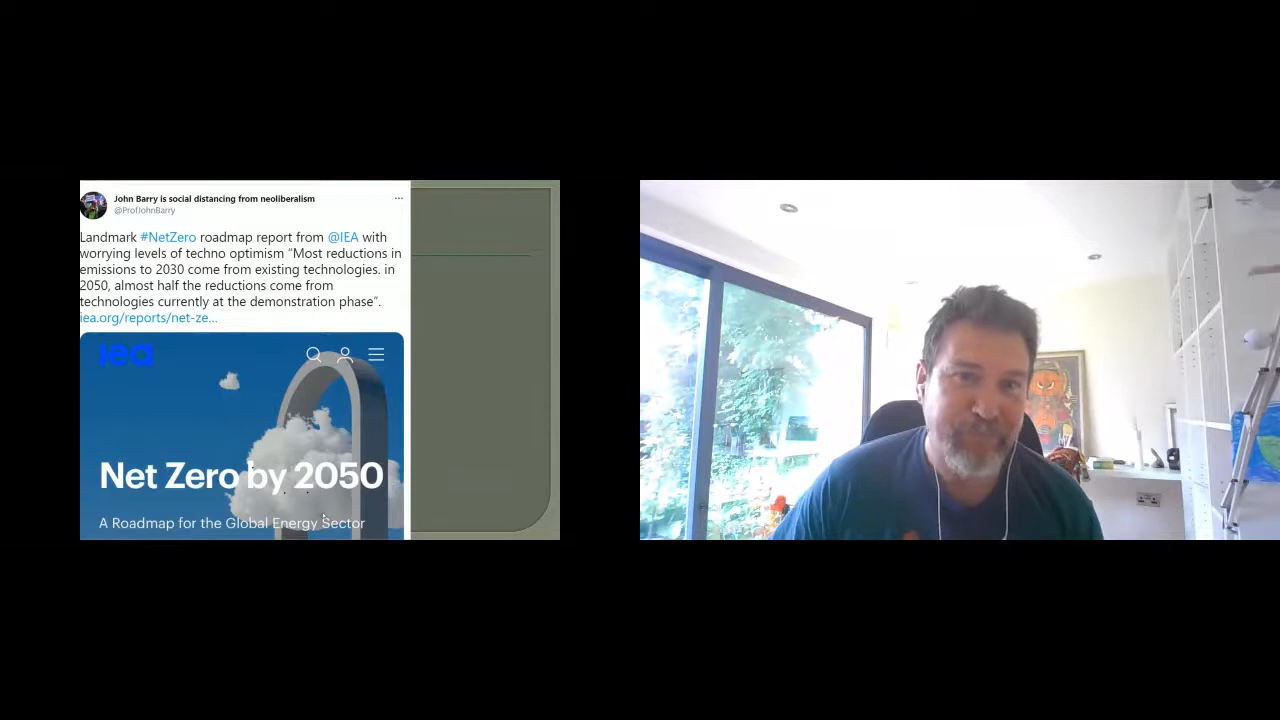 John Barry is social distancing from neoliberalism
@ProfJohnBarry
Landmark #NetZero roadmap report from @IEA with
worrying levels of techno optimism “Most reductions in
emissions to 2030 come from existing technologies. in
2050, almost half the reductions come from
technologies currently at the demonstration phase”.
iea.org/reports/net-ze...
iea
Net Zero by 2050
A Roadmap for the Global Energy Sector